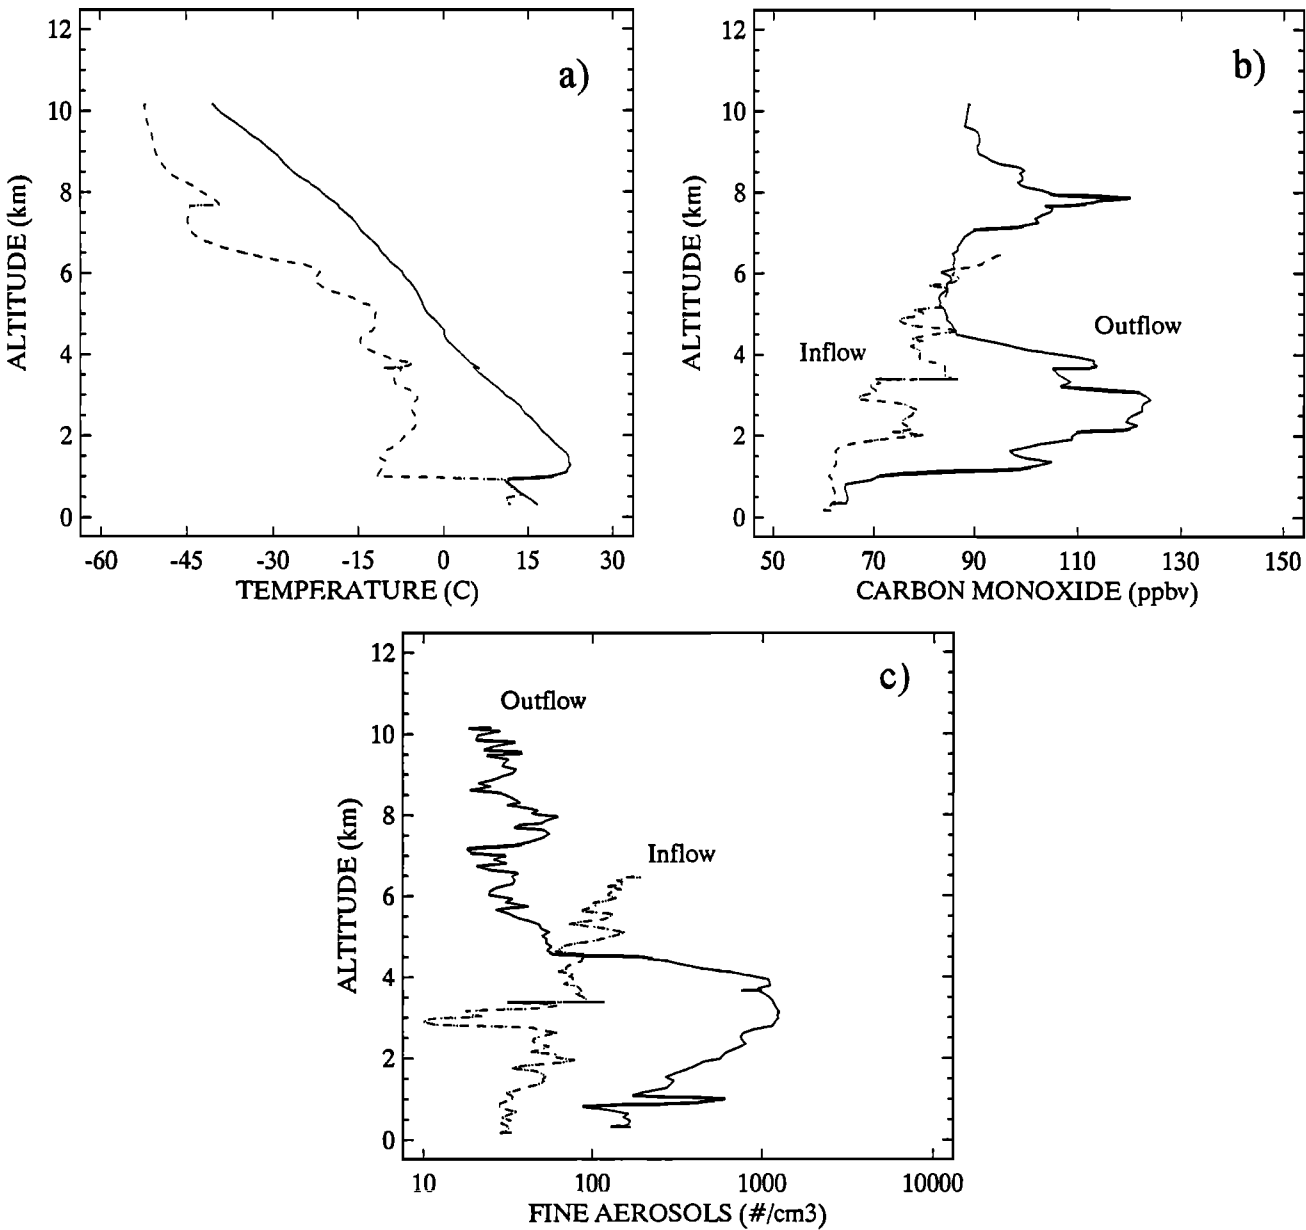 12
10
8
6
4
2
0
ALTITUDE (km)
a)
-60 -45 -30 -15 0 15 30
TEMPERATURE (C)
12
10
8
6
4
2
0
ALTITUDE (km)
b)
Outflow
Inflow
50 70 90 110 130 150
CARBON MONOXIDE (ppbv)
12
10
8
6
4
2
0
ALTITUDE (km)
c)
Outflow
Inflow
10 100 1000 10000
FINE AEROSOLS (#/cm3)